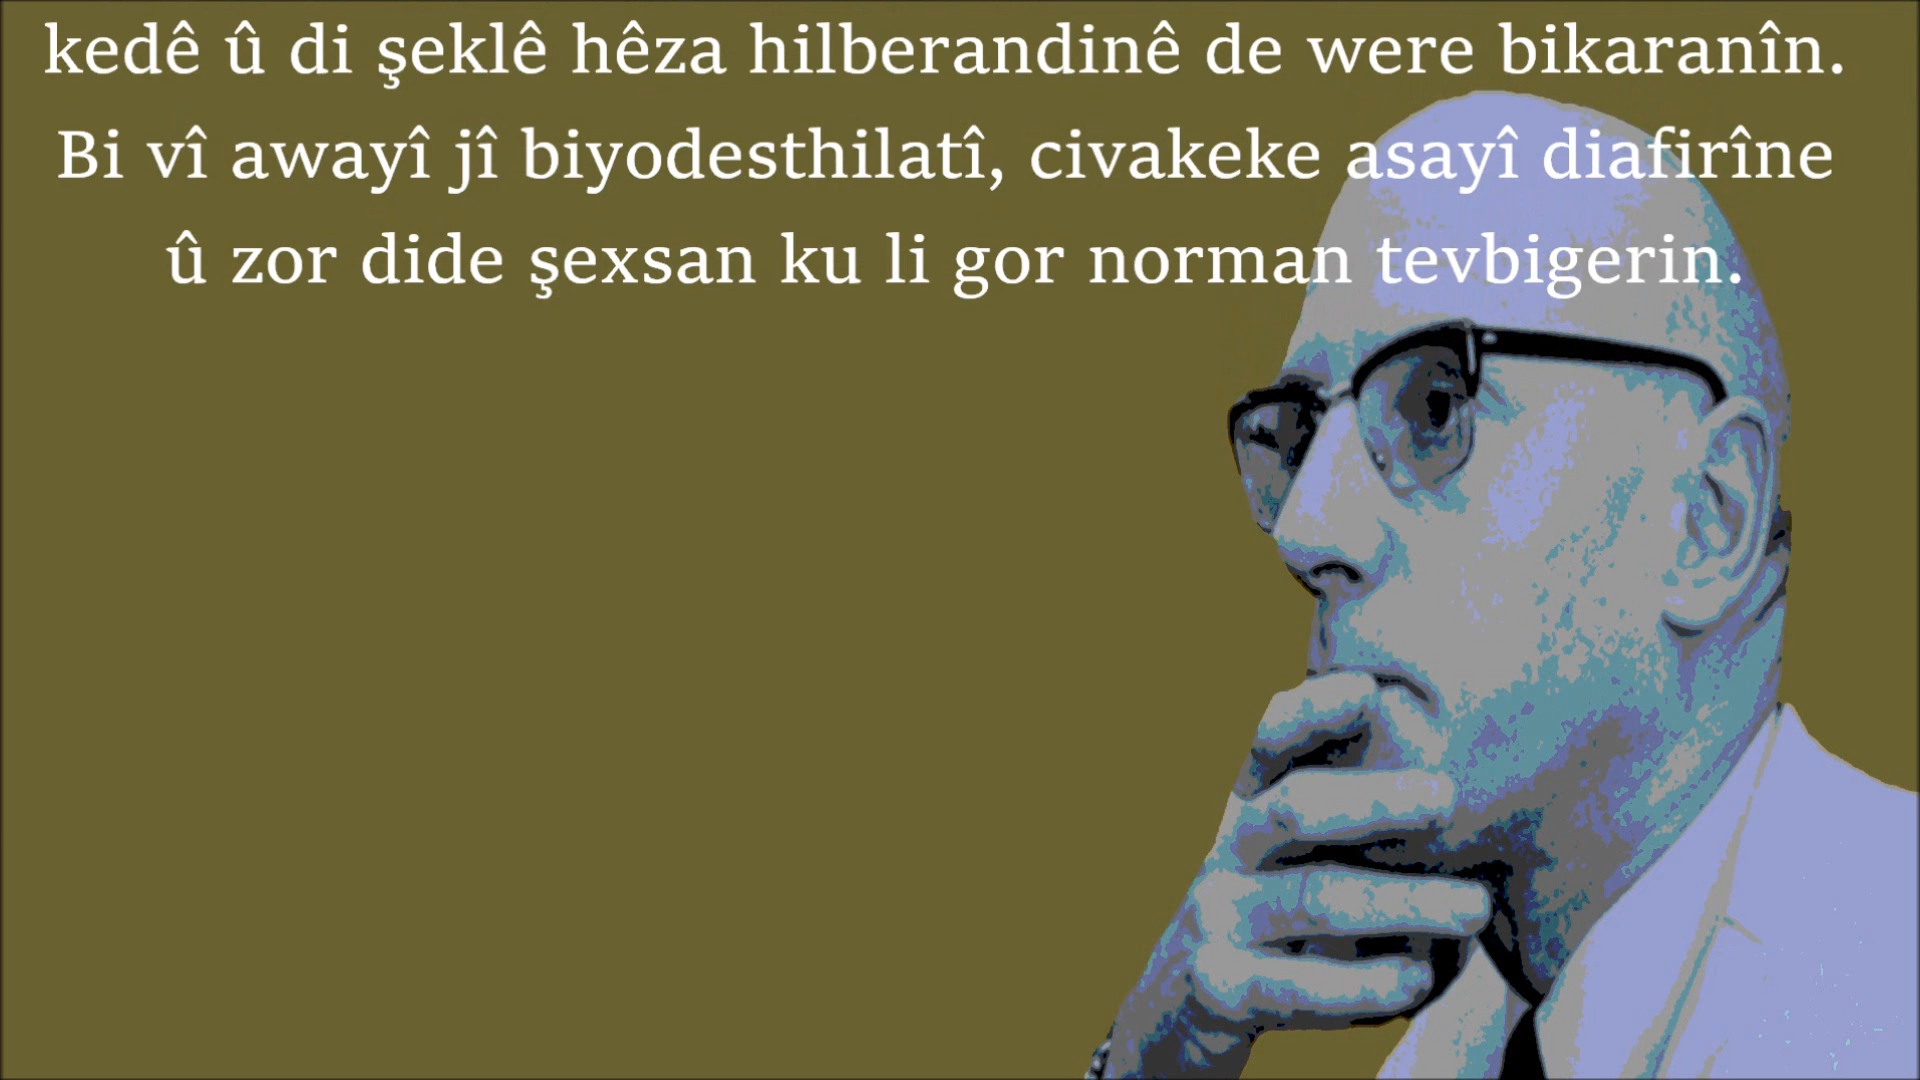 kedê û di şeklê hêza hilberandinê de were bikaranîn.
Bi vî awayî jî biyodesthilatî, civakeke asayî diafirîne
û zor dide şexsan ku li gor norman tevbigerin.